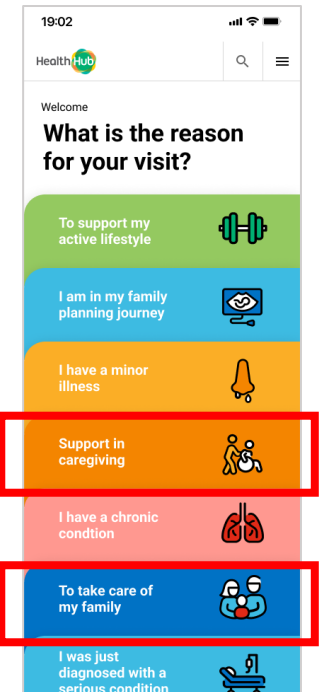 19:02
HealthHub
Welcome
What is the reason
for your visit?
To support my
active lifestyle
I am in my family
planning journey
I have a minor
illness
Support in
caregiving
I have a chronic
condtion
To take care of
my family
I was just
diagnosed with a
serious condition